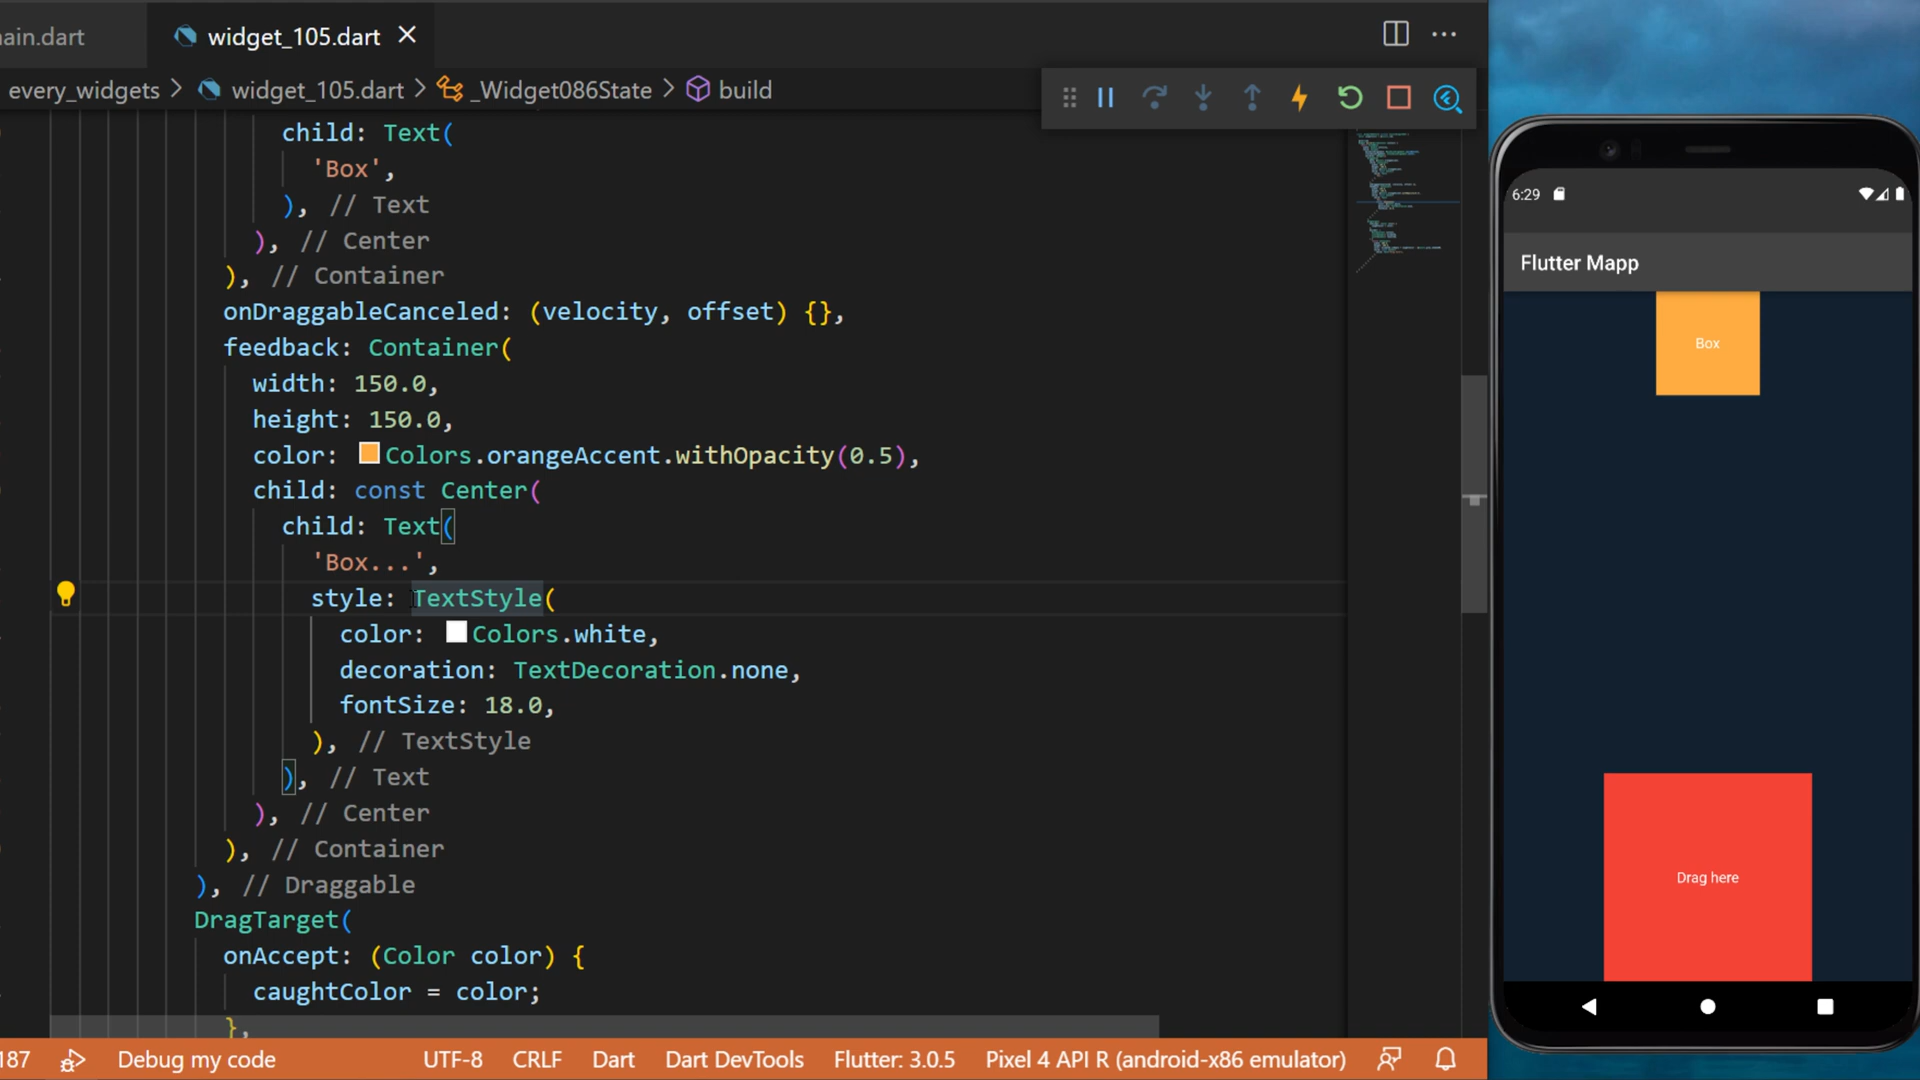 ain.dart
widget_105.dart
every_widgets > widget_105.dart > _Widget086State > build
child: Text(
'Box',
), // Text
), // Center
), // Container
onDraggableCanceled: (velocity, offset) {},
feedback: Container(
width: 150.0,
height: 150.0,
color: Colors.orangeAccent.withOpacity(0.5),
child: const Center(
child: Text(
'Box...',
style: TextStyle(
color: Colors.white,
decoration: TextDecoration.none,
fontSize: 18.0,
), // TextStyle
), // Text
), // Center
), // Container
), // Draggable
DragTarget(
onAccept: (Color color) {
caughtColor = color;
},
187 Debug my code UTF-8 CRLF Dart Dart DevTools Flutter: 3.0.5 Pixel 4 API R (android-x86 emulator)
6:29
Flutter Mapp
Box
Drag here